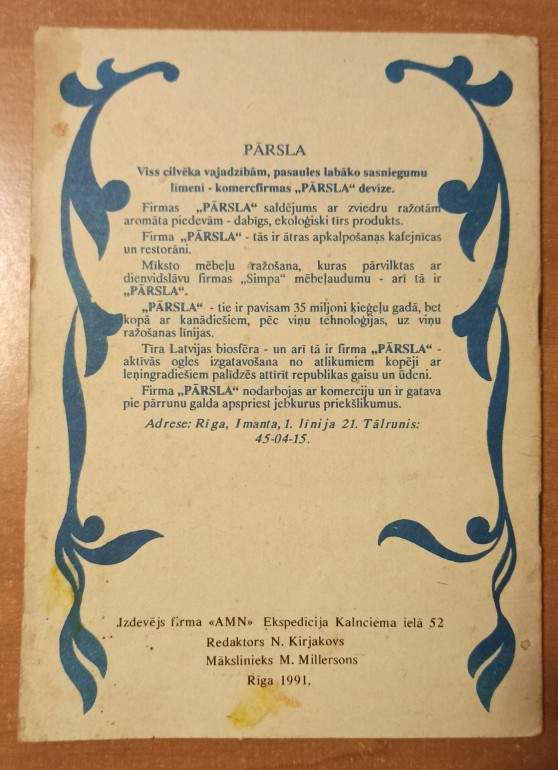 PĀRSLA
Viss cilvēka vajadzībām, pasaules labāko sasniegumu
līmenī - komercfirmas „PĀRSLA" devīze.
Firmas „PĀRSLA" saldējums ar zviedru ražotām
aromāta piedevām - dabīgs, ekoloģiski tīrs produkts.
Firma „PĀRSLA" - tās ir ātras apkalpošanas kafejnīcas
un restorāni.
Mīksto mēbeļu ražošana, kuras pārvilktas ar
dienvidslāvu firmas „Simpa" mēbeļaudumu - arī tā ir
„PĀRSLA".
„PĀRSLA" - tie ir pavisam 35 miljoni ķieģeļu gadā, bet
kopā ar kanādiešiem, pēc viņu tehnoloģijas, uz viņu
ražošanas līnijas.
Tīra Latvijas biosfēra - un arī tā ir firma „PĀRSLA" -
aktīvās ogles izgatavošana no atlikumiem kopēji ar
ļeņingradiešiem palīdzēs attīrīt republikas gaisu un ūdeni.
Firma „PĀRSLA" nodarbojas ar komerciju un ir gatava
pie pārrunu galda apspriest jebkurus priekšlikumus.
Adrese: Rīga, Imanta, 1. līnija 21. Tālrunis:
45-04-15.
Izdevējs firma «AMN» Ekspedīcija Kalnciema ielā 52
Redaktors N. Kirjakovs
Mākslinieks M. Millersons
Rīga 1991.